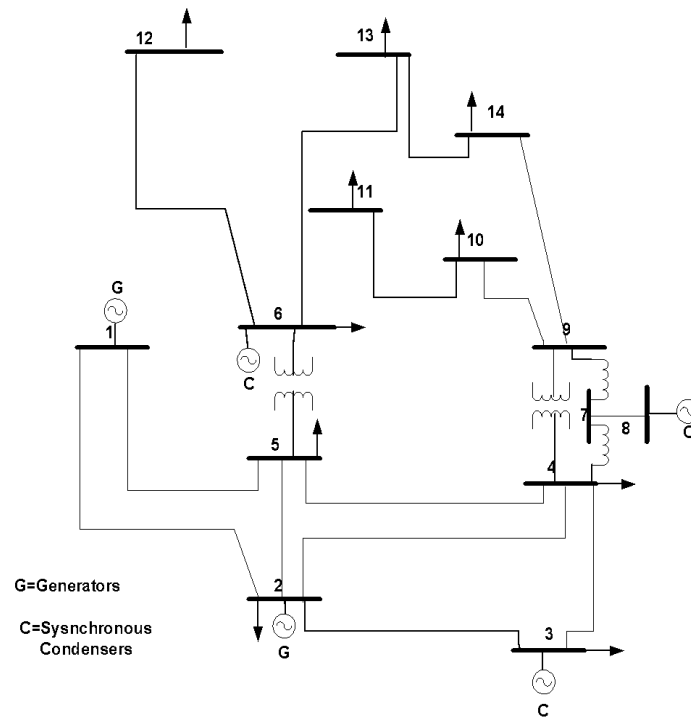 12
13
14
11
10
G
1
6
C
9
7
8
C
5
4
G=Generators
2
C=Sysnchronous
Condensers
G
3
C